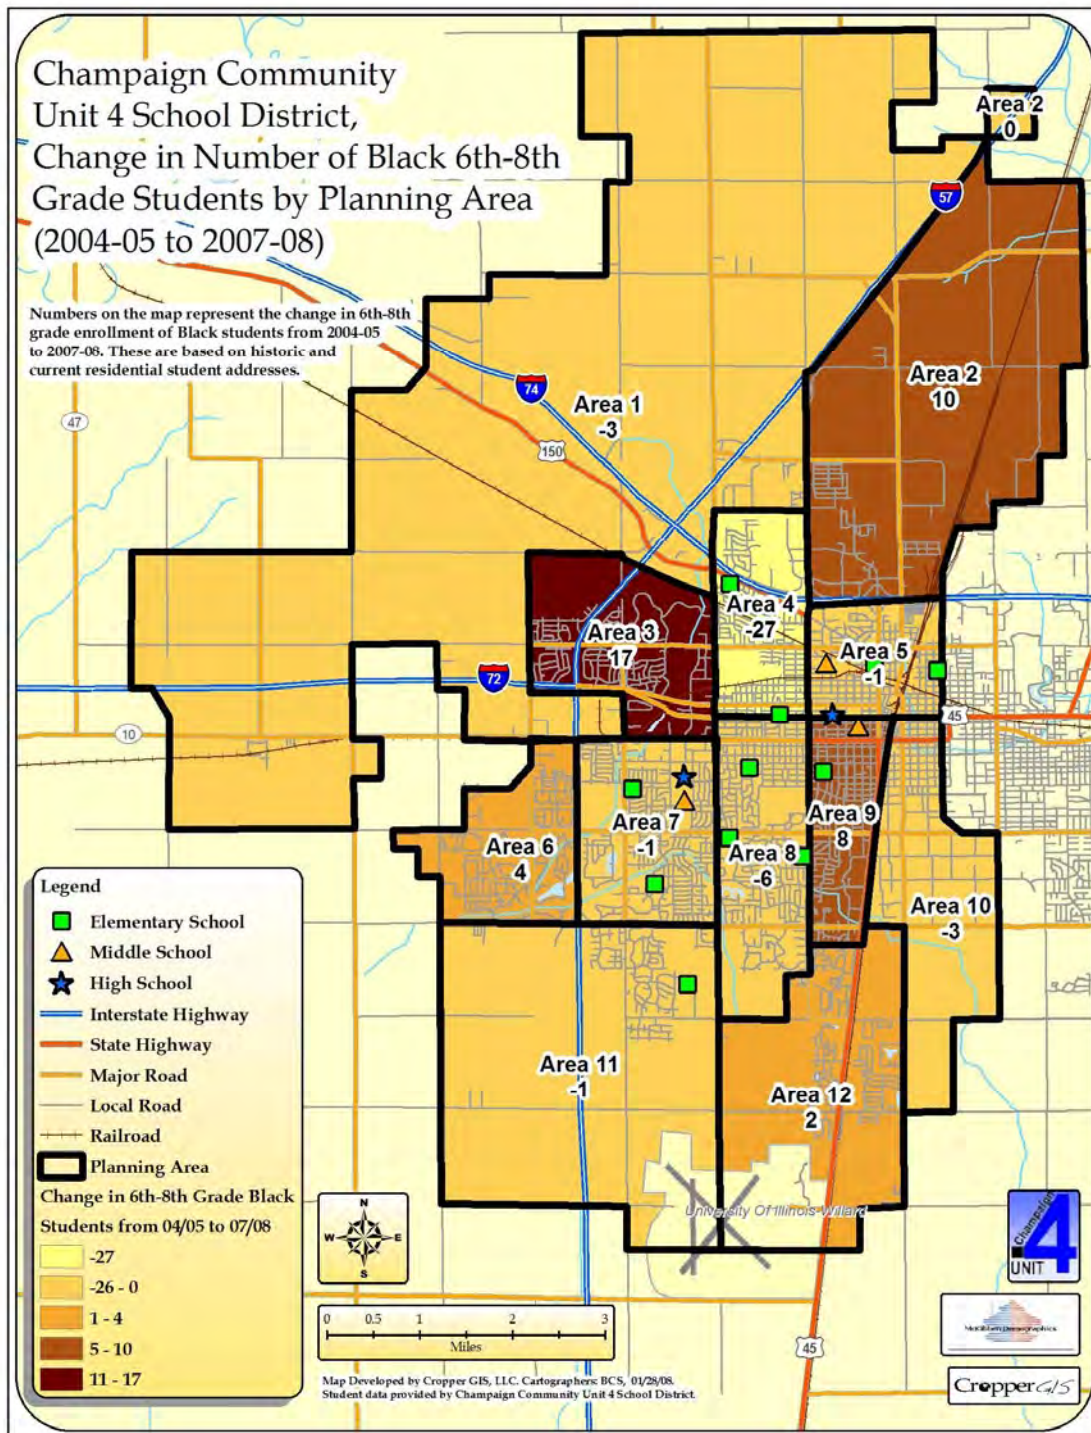 Champaign Community
Unit 4 School District,
Change in Number of Black 6th-8th
Grade Students by Planning Area
(2004-05 to 2007-08)
Numbers on the map represent the change in 6th-8th
grade enrollment of Black students from 2004-05
to 2007-08. These are based on historic and
current residential student addresses.
Area 2
0
57
Area 2
10
74
Area 1
-3
47
150
Area 4
-27
Area 3
17
Area 5
-1
72
45
10
Area 9
8
Area 7
-1
Area 6
4
Area 8
-6
Area 10
-3
Area 11
-1
Area 12
2
University Of Illinois-Willard
45
Legend
Elementary School
Middle School
High School
Interstate Highway
State Highway
Major Road
Local Road
Railroad
Planning Area
Change in 6th-8th Grade Black
Students from 04/05 to 07/08
-27
-26 - 0
1 - 4
5 - 10
11 - 17
N
W E
S
0 0.5 1 2 3
Miles
Map Developed by Cropper GIS, LLC. Cartographers: BCS, 01/28/08.
Student data provided by Champaign Community Unit 4 School District.
Champaign
4
UNIT
McKibben Demographics
Cropper GIS